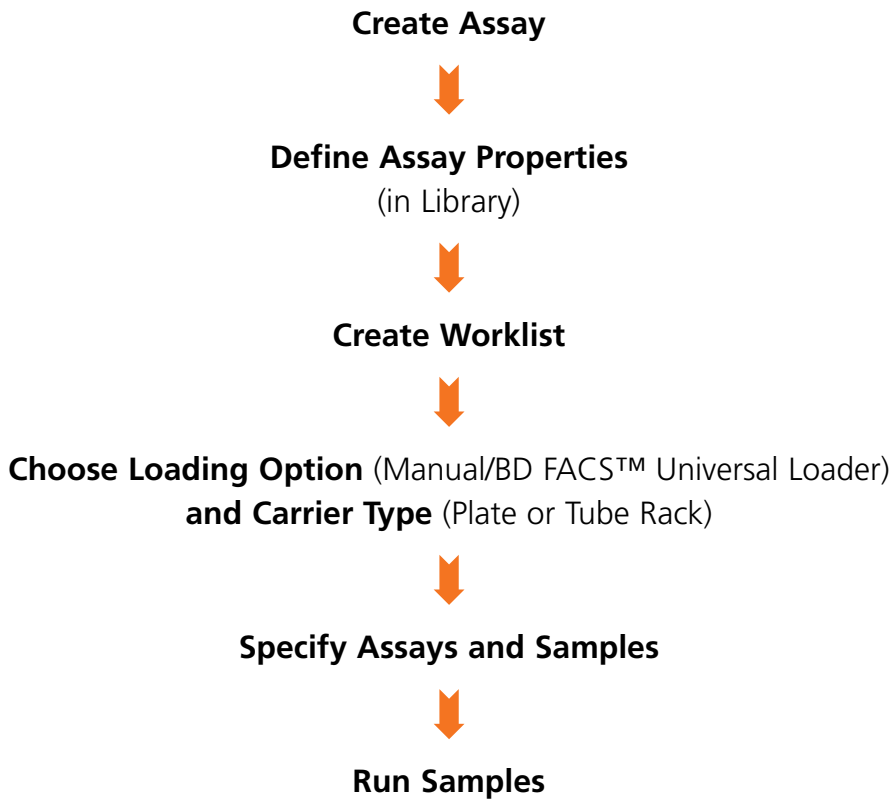 Create Assay
Define Assay Properties
(in Library)
Create Worklist
Choose Loading Option (Manual/BD FACS™ Universal Loader)
and Carrier Type (Plate or Tube Rack)
Specify Assays and Samples
Run Samples